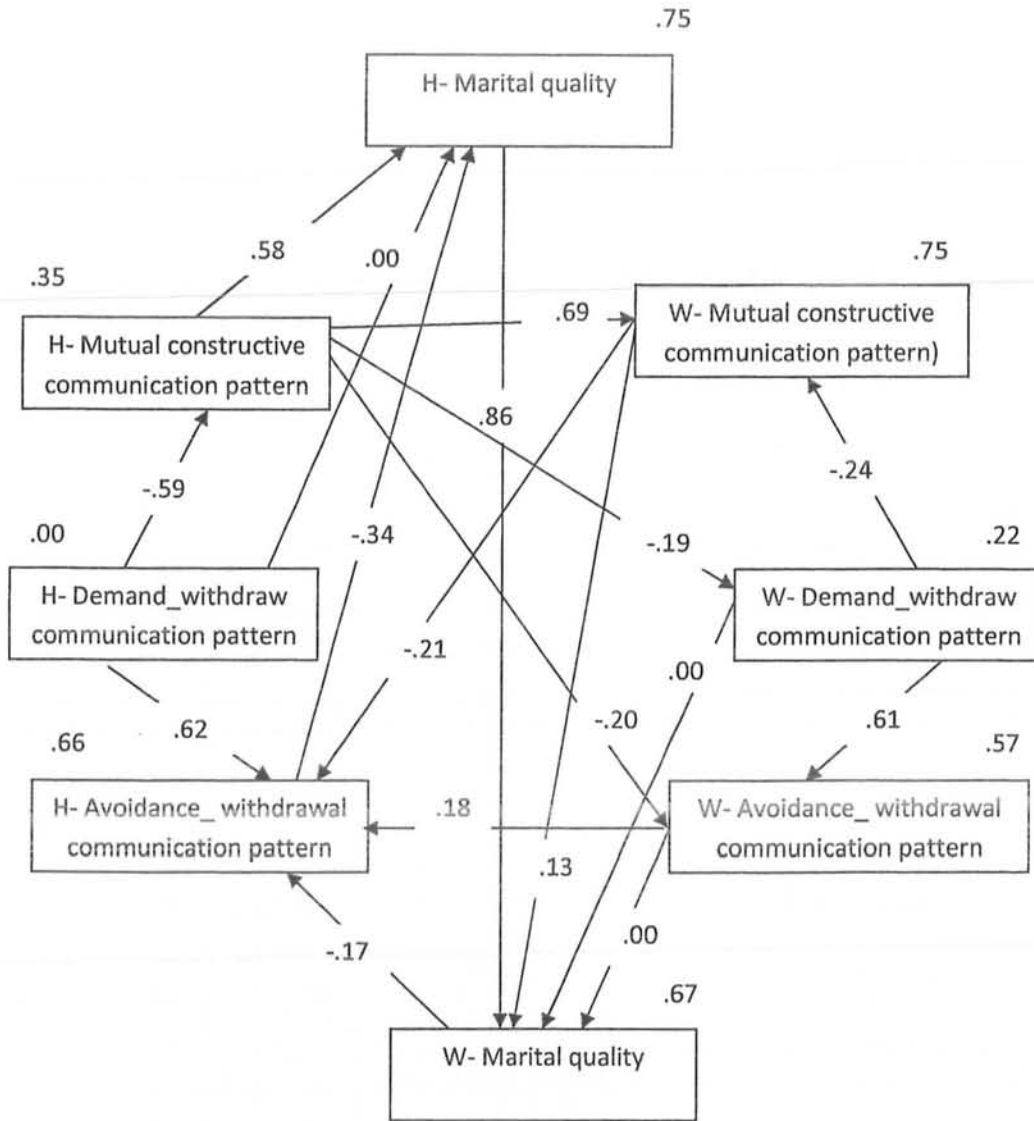 .75
H- Marital quality
.58
.00
.75
.35
.69
W- Mutual constructive
communication pattern)
H- Mutual constructive
communication pattern
.86
-.59
-.24
.00
-.34
-.19
.22
H- Demand_withdraw
communication pattern
W- Demand_withdraw
communication pattern
-.21
.00
.62
-.20
.61
.66
.57
H- Avoidance_ withdrawal
communication pattern
.18
W- Avoidance_ withdrawal
communication pattern
.13
-.17
.00
.67
W- Marital quality